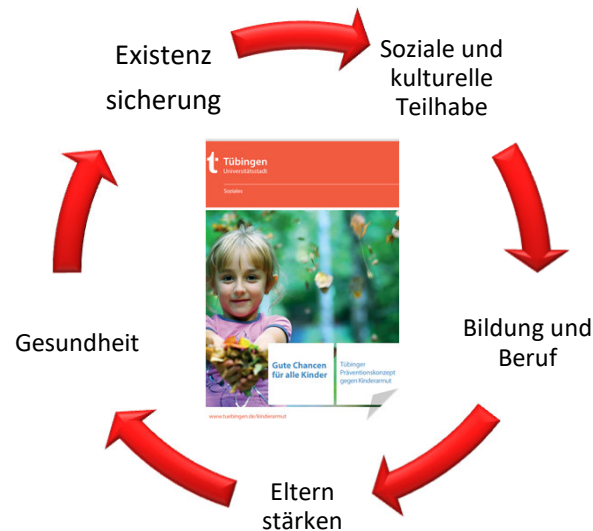 Existenz
sicherung
Soziale und
kulturelle
Teilhabe
Bildung und
Beruf
Eltern
stärken
Gesundheit
t Tübingen
Universitätsstadt
Soziales
Gute Chancen
für alle Kinder
Tübinger
Präventionskonzept
gegen Kinderarmut
www.tuebingen.de/kinderarmut